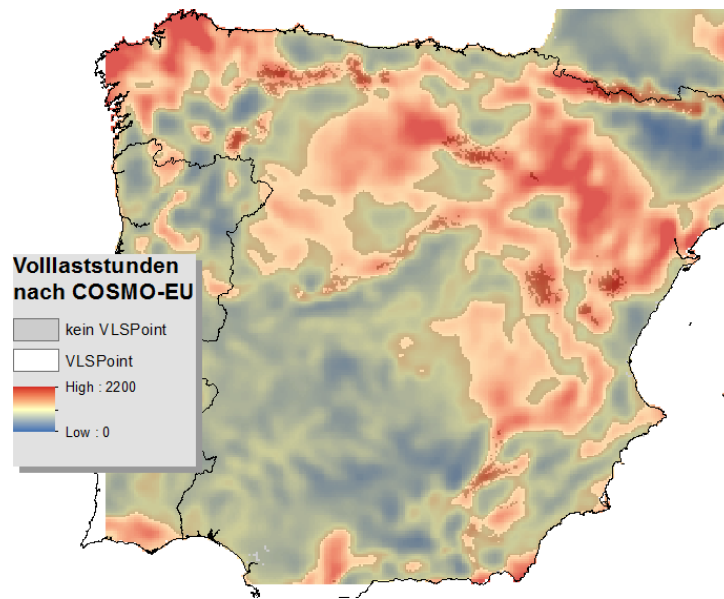 Volllaststunden
nach COSMO-EU
kein VLSPoint
VLSPoint
High : 2200
Low : 0